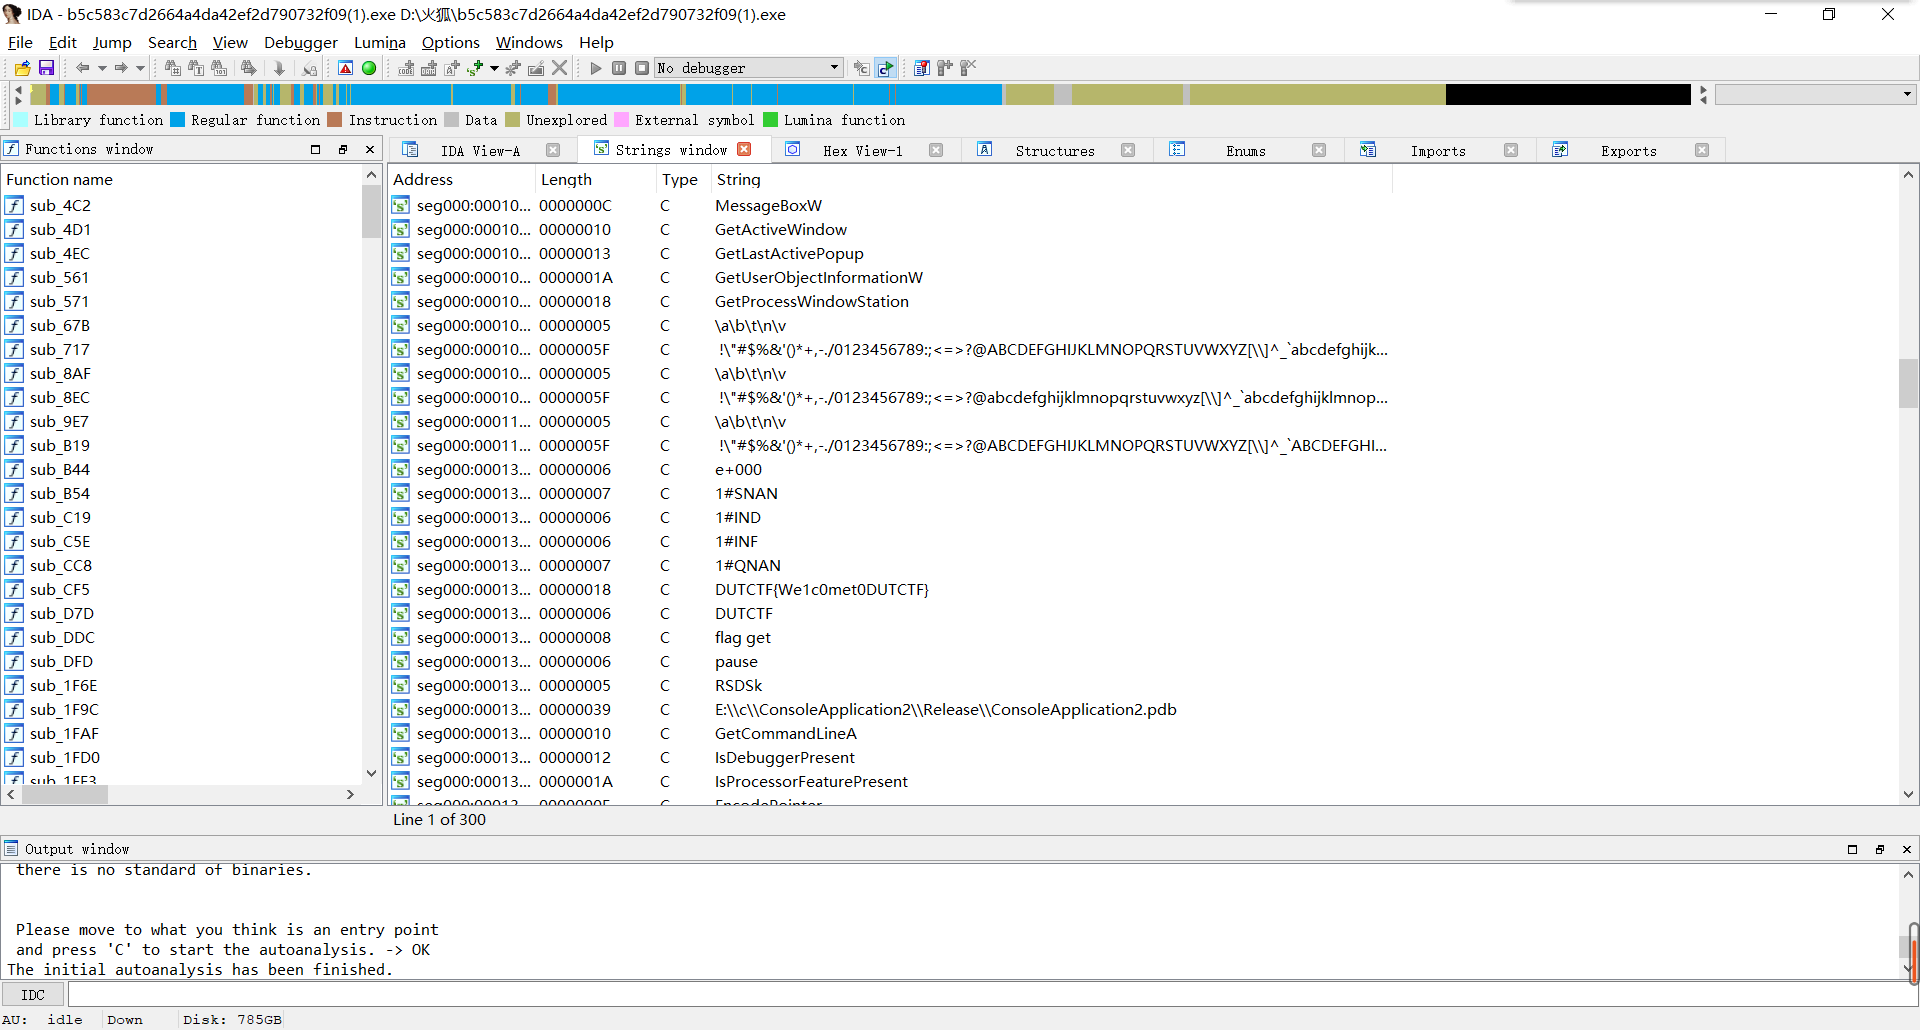 IDA - b5c583c7d2664a4da42ef2d790732f09(1).exe D:\火狐\b5c583c7d2664a4da42ef2d790732f09(1).exe
File Edit Jump Search View Debugger Lumina Options Windows Help
No debugger
Library function Regular function Instruction Data Unexplored External symbol Lumina function
Functions window
IDA View-A Strings window Hex View-1 Structures Enums Imports Exports
Function name
sub_4C2
sub_4D1
sub_4EC
sub_561
sub_571
sub_67B
sub_717
sub_8AF
sub_8EC
sub_9E7
sub_B19
sub_B44
sub_B54
sub_C19
sub_C5E
sub_CC8
sub_CF5
sub_D7D
sub_DDC
sub_DFD
sub_1F6E
sub_1F9C
sub_1FAF
sub_1FD0
sub_1FF3
Address Length Type String
seg000:00010... 0000000C C MessageBoxW
seg000:00010... 00000010 C GetActiveWindow
seg000:00010... 00000013 C GetLastActivePopup
seg000:00010... 0000001A C GetUserObjectInformationW
seg000:00010... 00000018 C GetProcessWindowStation
seg000:00010... 00000005 C \a\b\t\n\v
seg000:00010... 0000005F C !\"#$%&'()*+,-./0123456789:;<=>?@ABCDEFGHIJKLMNOPQRSTUVWXYZ[\\]^_`abcdefghijk...
seg000:00010... 00000005 C \a\b\t\n\v
seg000:00010... 0000005F C !\"#$%&'()*+,-./0123456789:;<=>?@abcdefghijklmnopqrstuvwxyz[\\]^_`abcdefghijklmnop...
seg000:00011... 00000005 C \a\b\t\n\v
seg000:00011... 0000005F C !\"#$%&'()*+,-./0123456789:;<=>?@ABCDEFGHIJKLMNOPQRSTUVWXYZ[\\]^_`ABCDEFGHI...
seg000:00013... 00000006 C e+000
seg000:00013... 00000007 C 1#SNAN
seg000:00013... 00000006 C 1#IND
seg000:00013... 00000006 C 1#INF
seg000:00013... 00000007 C 1#QNAN
seg000:00013... 00000018 C DUTCTF{We1c0met0DUTCTF}
seg000:00013... 00000006 C DUTCTF
seg000:00013... 00000008 C flag get
seg000:00013... 00000006 C pause
seg000:00013... 00000005 C RSDSk
seg000:00013... 00000039 C E:\\c\\ConsoleApplication2\\Release\\ConsoleApplication2.pdb
seg000:00013... 00000010 C GetCommandLineA
seg000:00013... 00000012 C IsDebuggerPresent
seg000:00013... 0000001A C IsProcessorFeaturePresent
seg000:00013... 0000000F C EncodePointer
Line 1 of 300
Output window
there is no standard of binaries.
Please move to what you think is an entry point
and press 'C' to start the autoanalysis. -> OK
The initial autoanalysis has been finished.
IDC
AU: idle Down Disk: 785GB